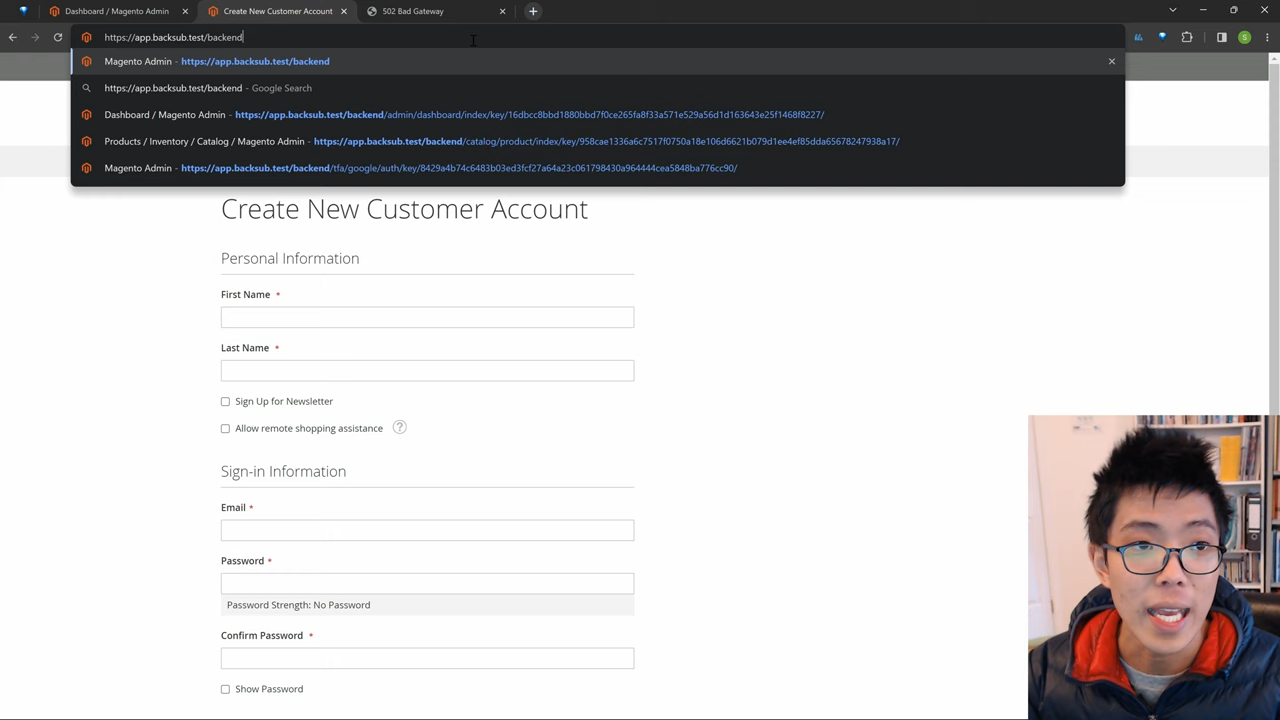 Dashboard / Magento Admin
Create New Customer Account
502 Bad Gateway
https://app.backsub.test/backend
S
Magento Admin - https://app.backsub.test/backend
https://app.backsub.test/backend - Google Search
Dashboard / Magento Admin - https://app.backsub.test/backend/admin/dashboard/index/key/16dbcc8bbd1880bbd7f0ce265fa8f33a571e529a56d1d163643e25f1468f8227/
Products / Inventory / Catalog / Magento Admin - https://app.backsub.test/backend/catalog/product/index/key/958cae1336a6c7517f0750a18e106d6621b079d1ee4ef85dda65678247938a17/
Magento Admin - https://app.backsub.test/backend/tfa/google/auth/key/8429a4b74c6483b03ed3fcf27a64a23c061798430a964444cea5848ba776cc90/
Create New Customer Account
Personal Information
First Name *
Last Name *
Sign Up for Newsletter
Allow remote shopping assistance ?
Sign-in Information
Email *
Password *
Password Strength: No Password
Confirm Password *
Show Password